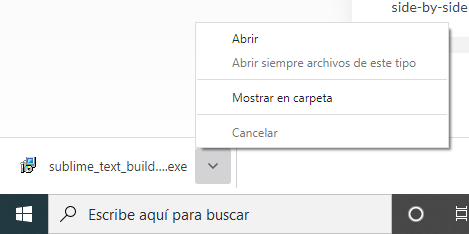 side-by-side
Abrir
Abrir siempre archivos de este tipo
Mostrar en carpeta
Cancelar
sublime_text_build....exe
Escribe aquí para buscar